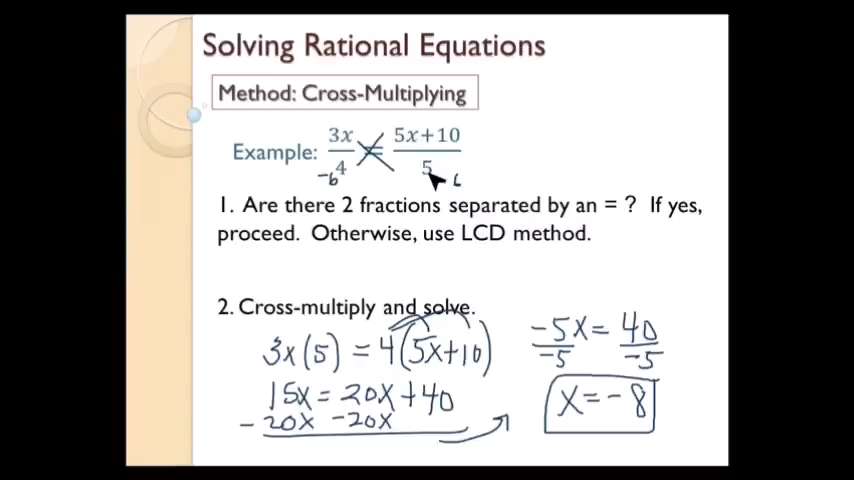 Solving Rational Equations
Method: Cross-Multiplying
Example: 3x/4 = (5x+10)/5
-6
1. Are there 2 fractions separated by an = ? If yes,
proceed. Otherwise, use LCD method.
2. Cross-multiply and solve.
3x(5) = 4(5x+10)
15x = 20x + 40
- 20x -20x
-5x = 40
-5 -5
x = -8